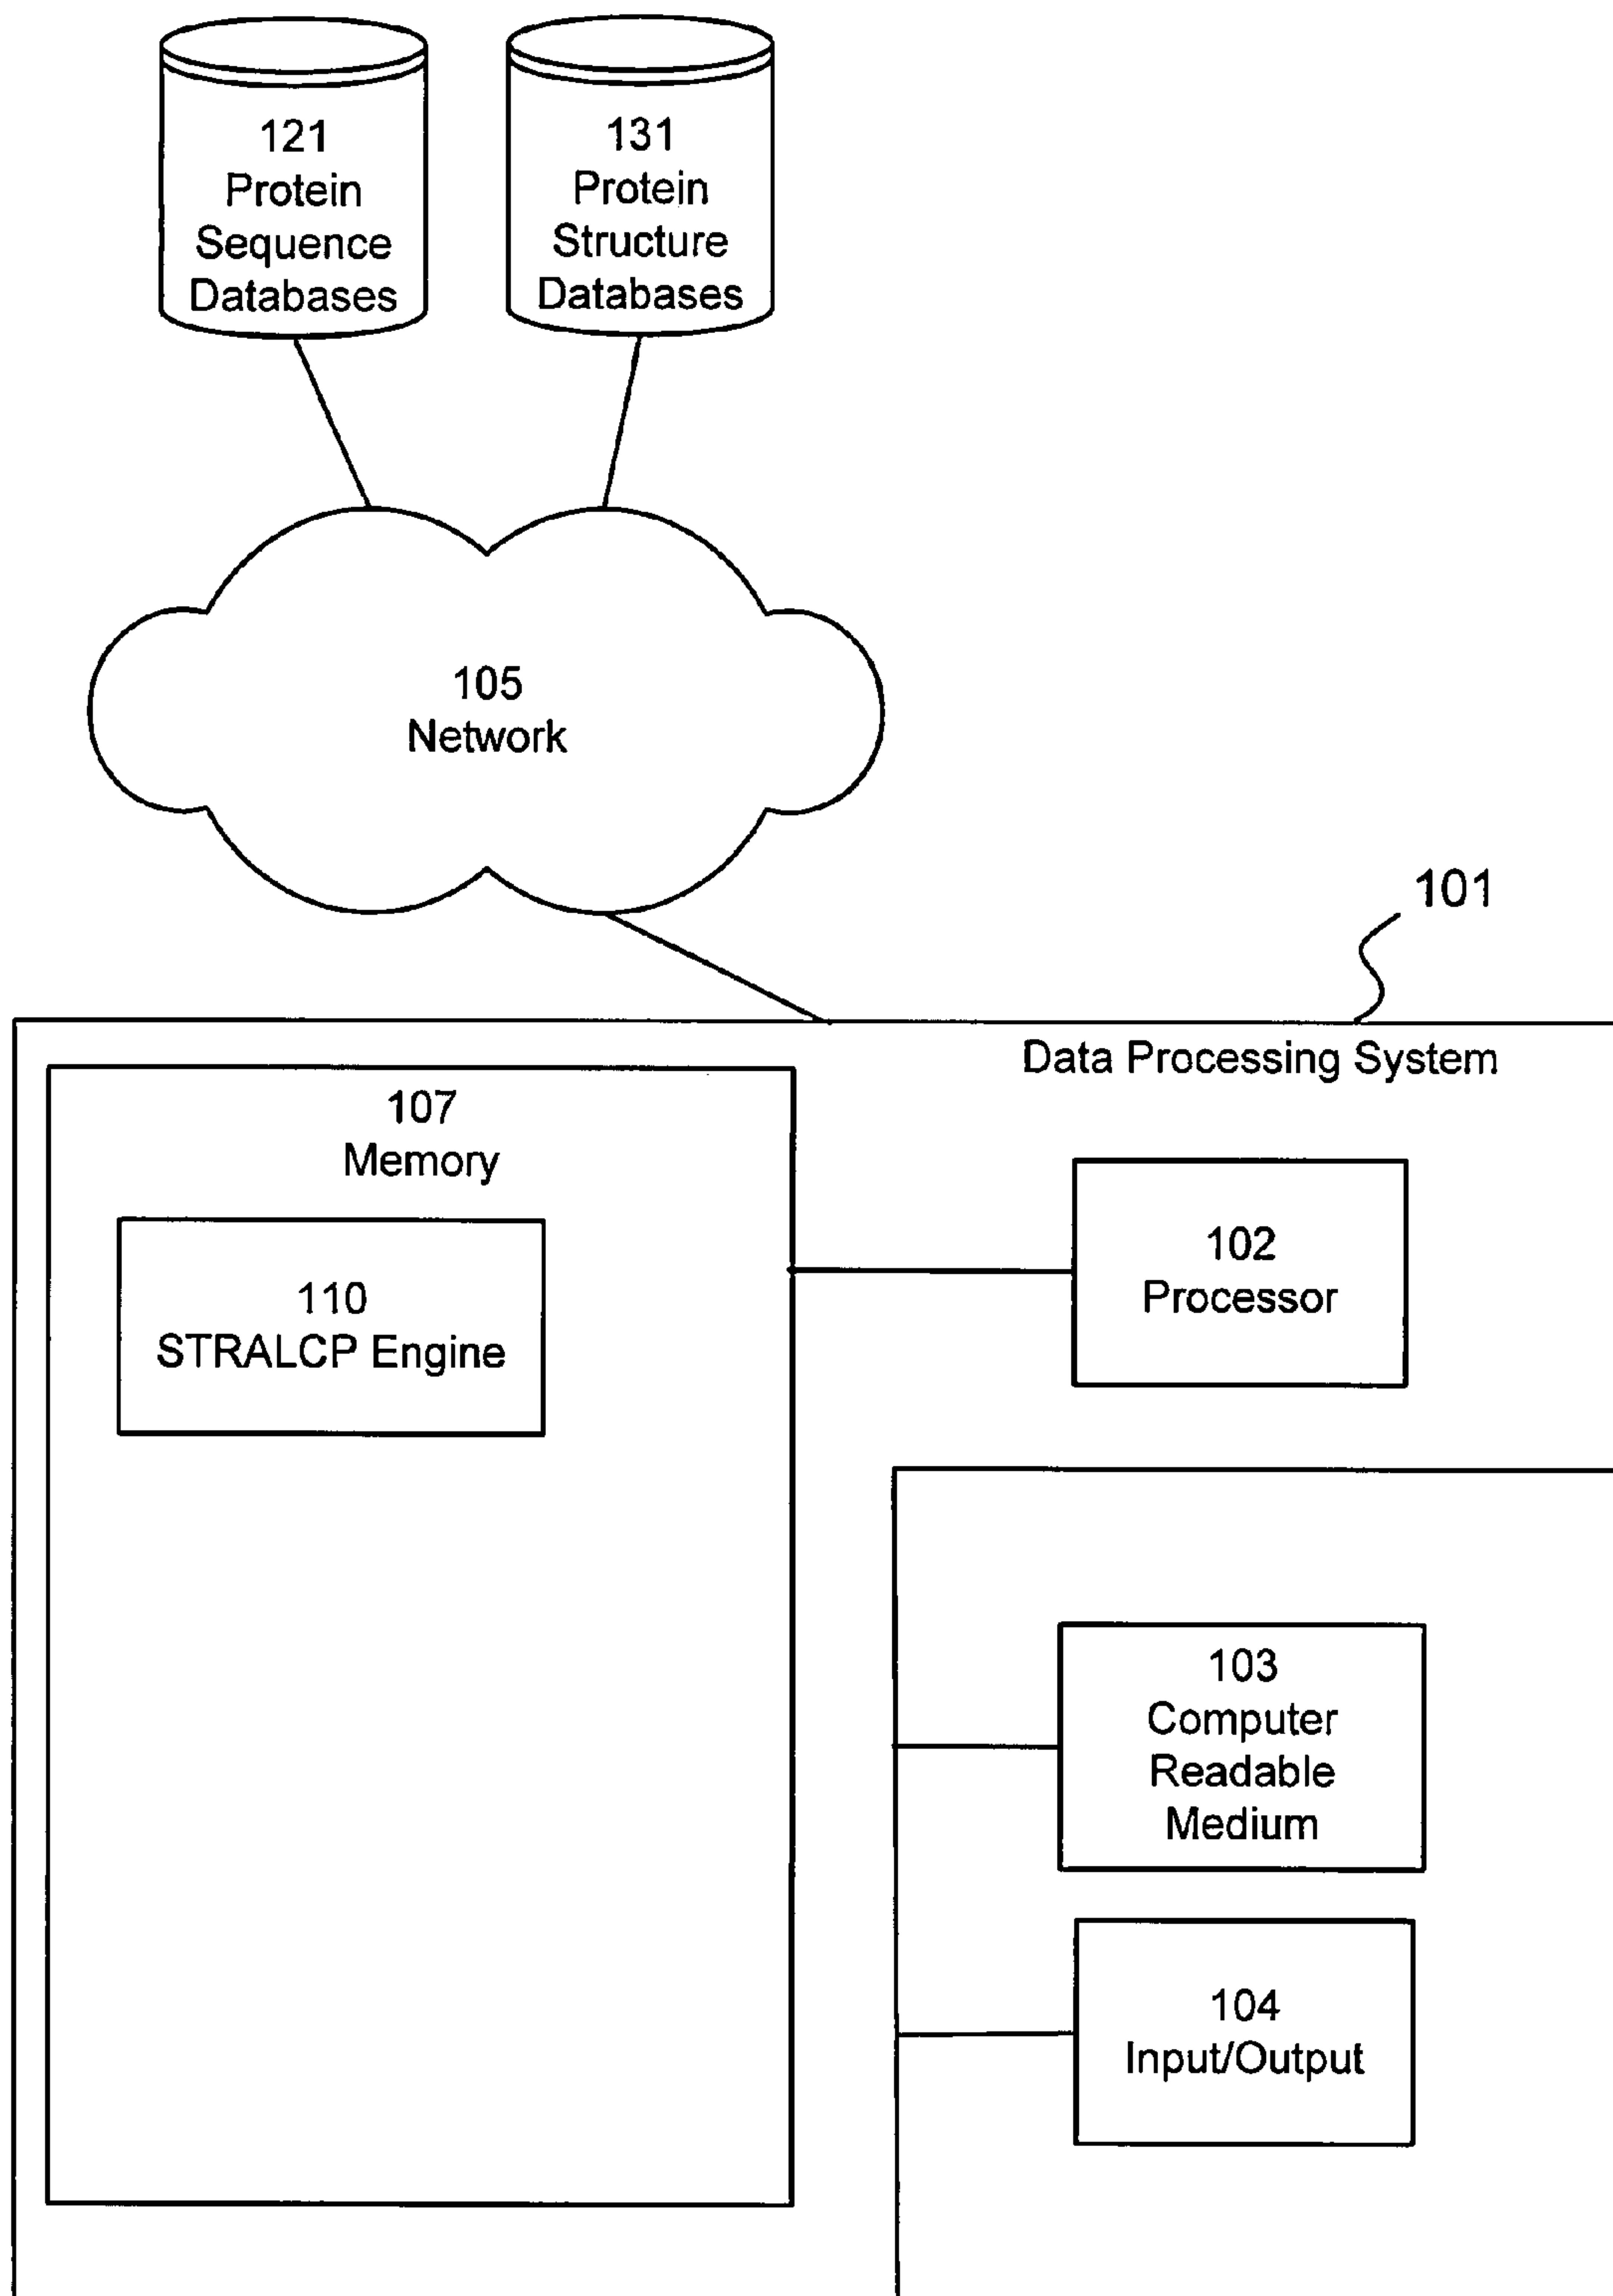 121
Protein
Sequence
Databases
131
Protein
Structure
Databases
105
Network
101
Data Processing System
107
Memory
110
STRALCP Engine
102
Processor
103
Computer
Readable
Medium
104
Input/Output